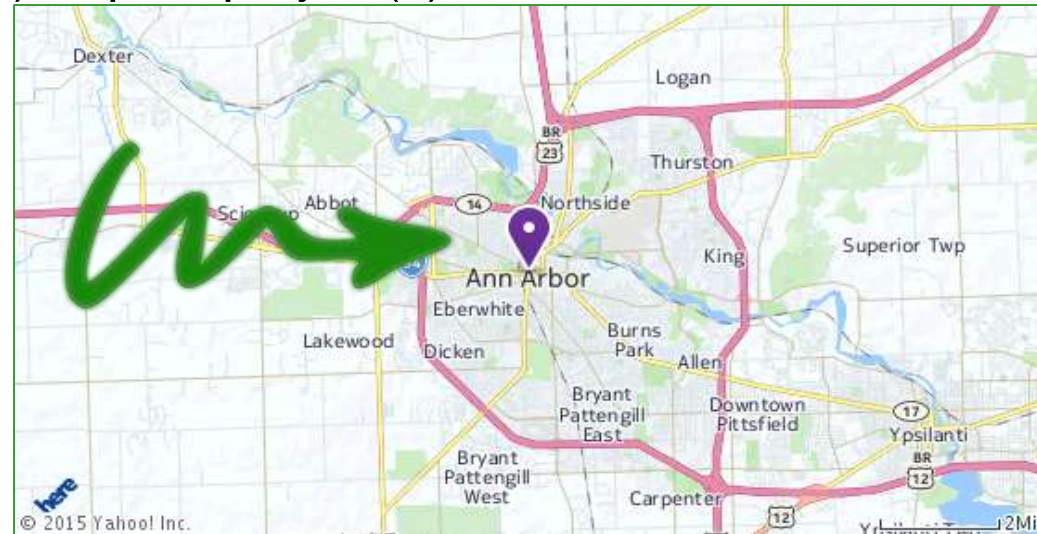 Dexter
Logan
BR
23
Thurston
Abbot
14
Northside
King
Superior Twp
Ann Arbor
Eberwhite
Lakewood
Dicken
Burns
Park
Allen
Bryant
Pattengill
East
Downtown
Pittsfield
17
Ypsilanti
BR
12
Bryant
Pattengill
West
Carpenter
12
here
© 2015 Yahoo! Inc.
2Mi